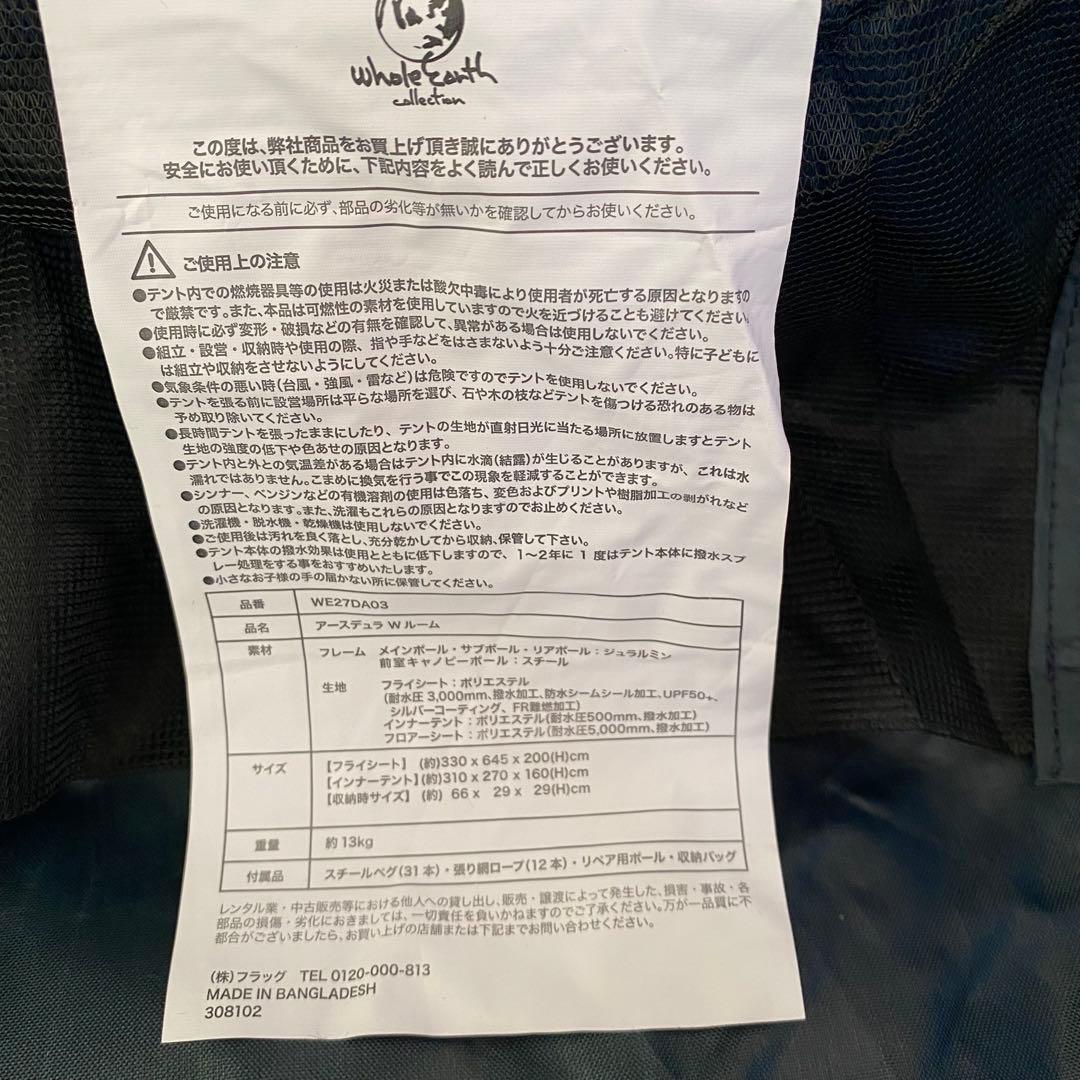 Whole Earth
collection
この度は、弊社商品をお買上げ頂き誠にありがとうございます。
安全にお使い頂くために、下記内容をよく読んで正しくお使いください。
ご使用になる前に必ず、部品の劣化等が無いかを確認してからお使いください。
ご使用上の注意
●テント内での燃焼器具等の使用は火災または酸欠中毒により使用者が死亡する原因となりますの
で厳禁です。また、本品は可燃性の素材を使用していますので火を近づけることも避けてください。
●使用時に必ず変形・破損などの有無を確認して、異常がある場合は使用しないでください。
●組立・設営・収納時や使用の際、指や手などをはさまないよう十分ご注意ください。特に子どもに
は組立や収納をさせないようにしてください。
●気象条件の悪い時(台風・強風・雷など)は危険ですのでテントを使用しないでください。
●テントを張る前に設営場所は平らな場所を選び、石や木の枝などテントを傷つける恐れのある物は
予め取り除いてください。
●長時間テントを張ったままにしたり、テントの生地が直射日光に当たる場所に放置しますとテント
生地の強度の低下や色あせの原因となります。
●テント内と外との気温差がある場合はテント内に水滴(結露)が生じることがありますが、これは水
濡れではありません。こまめに換気を行う事でこの現象を軽減することができます。
●シンナー、ベンジンなどの有機溶剤の使用は色落ち、変色およびプリントや樹脂加工の剥がれなど
の原因となります。また、洗濯もこれらの原因となりますのでお止めください。
●洗濯機・脱水機・乾燥機は使用しないでください。
●ご使用後は汚れを良く落とし、充分乾かしてから収納、保管して下さい。
●テント本体の撥水効果は使用とともに低下しますので、1〜2年に1度はテント本体に撥水スプ
レー処理をする事をおすすめいたします。
●小さなお子様の手の届かない所に保管してください。
品番 WE27DA03
品名 アースデュラ Wルーム
素材 フレーム メインポール・サブポール・リアポール：ジュラルミン
前室キャノピーポール：スチール
生地 フライシート：ポリエステル
(耐水圧 3,000mm、撥水加工、防水シームシール加工、UPF50+、
シルバーコーティング、FR難燃加工)
インナーテント：ポリエステル(耐水圧500mm、撥水加工)
フロアーシート：ポリエステル(耐水圧5,000mm、撥水加工)
サイズ 【フライシート】 (約)330 x 645 x 200(H)cm
【インナーテント】(約)310 x 270 x 160(H)cm
【収納時サイズ】 (約) 66 x 29 x 29(H)cm
重量 約13kg
付属品 スチールペグ(31本)・張り網ロープ(12本)・リペア用ポール・収納バッグ
レンタル業・中古販売等における他人への貸し出し、販売・譲渡によって発生した、損害・事故・各
部品の損傷・劣化におきましては、一切責任を負いかねますのでご了承ください。万が一品質に不
都合がございましたら、お買い上げの店舗または下記までお問い合わせください。
(株)フラッグ TEL 0120-000-813
MADE IN BANGLADESH
308102